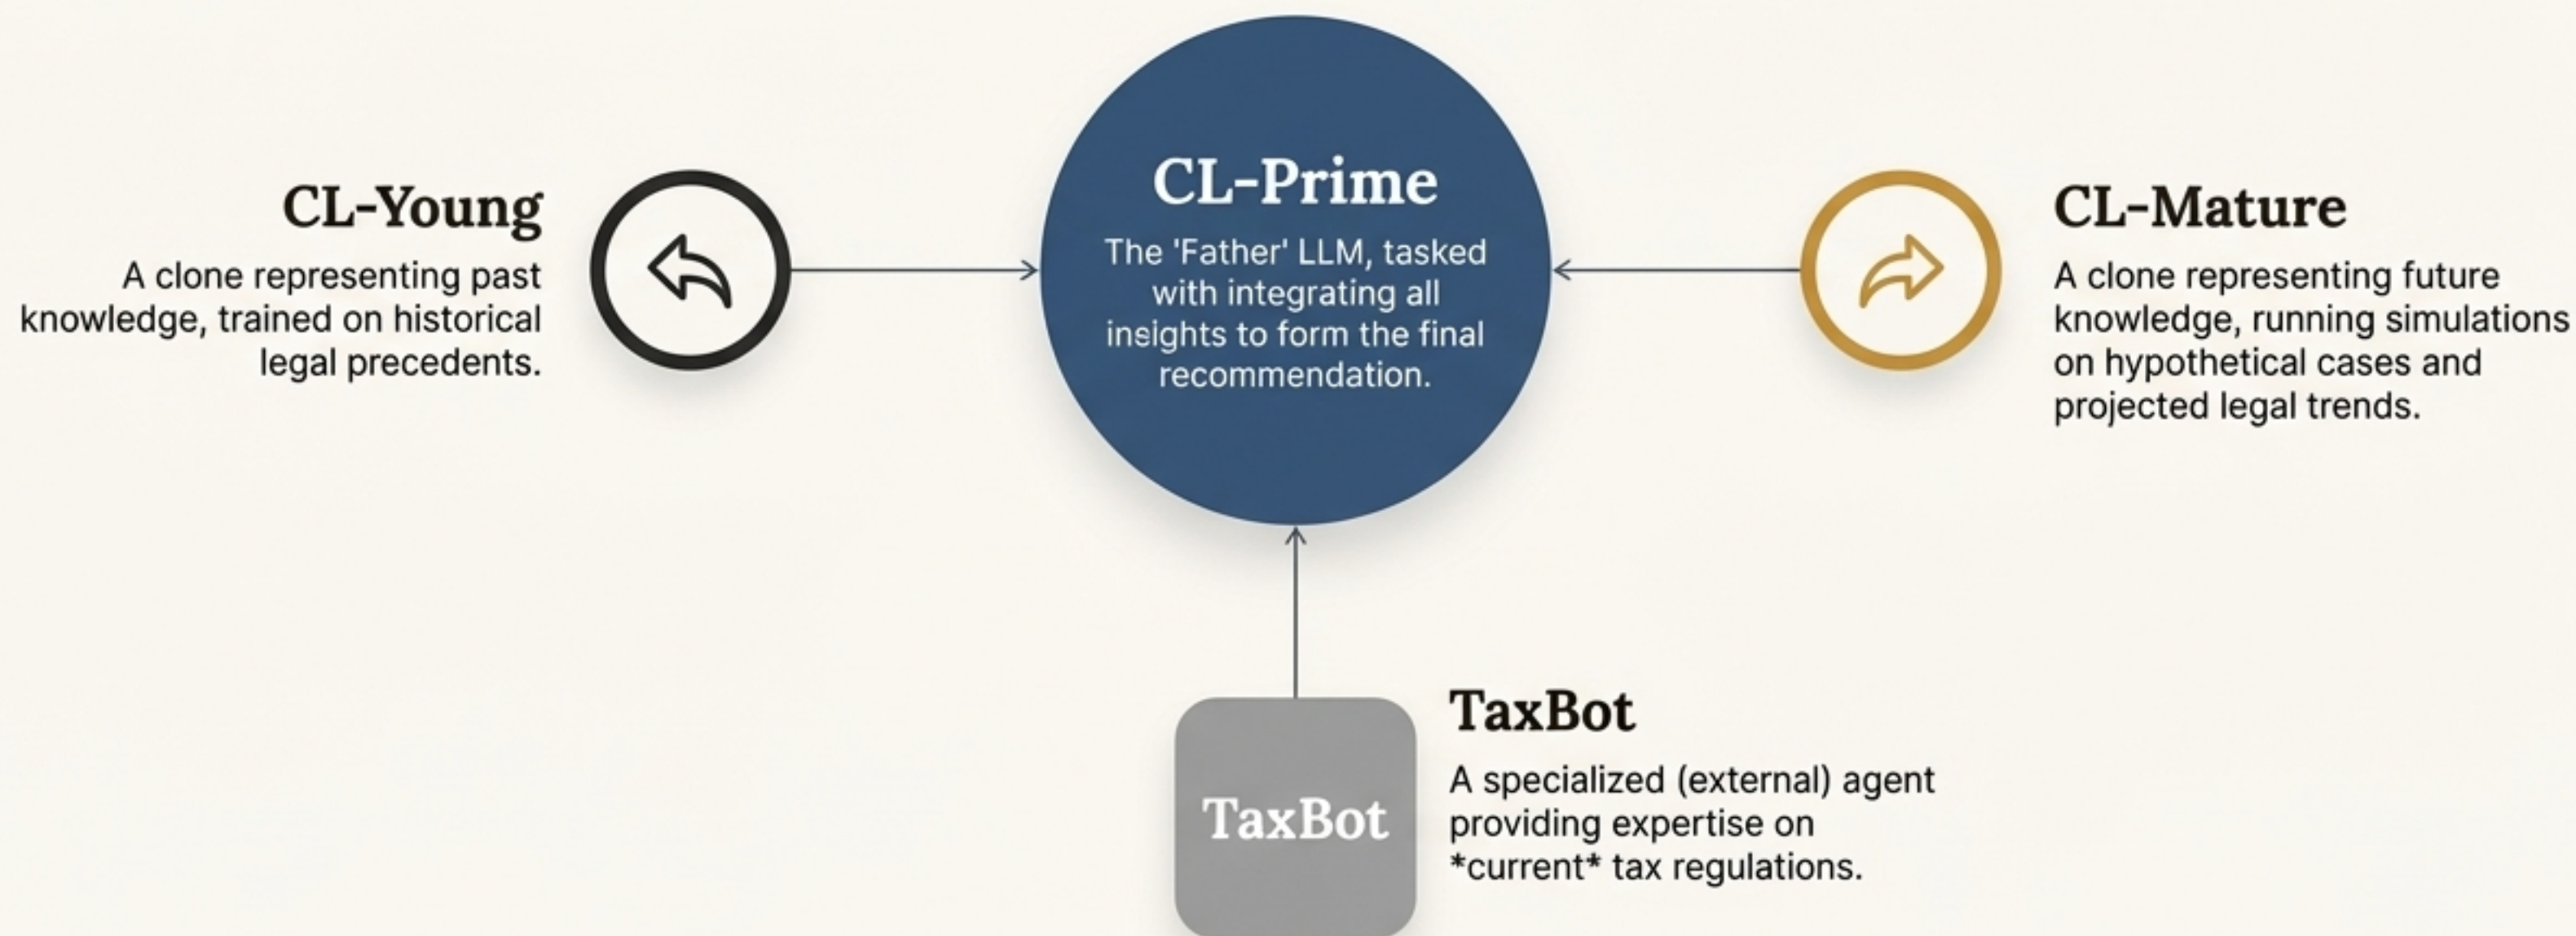 CL-Young
A clone representing past
knowledge, trained on historical
legal precedents.
CL-Prime
The 'Father' LLM, tasked
with integrating all
insights to form the final
recommendation.
CL-Mature
A clone representing future
knowledge, running simulations
on hypothetical cases and
projected legal trends.
TaxBot
TaxBot
A specialized (external) agent
providing expertise on
*current* tax regulations.